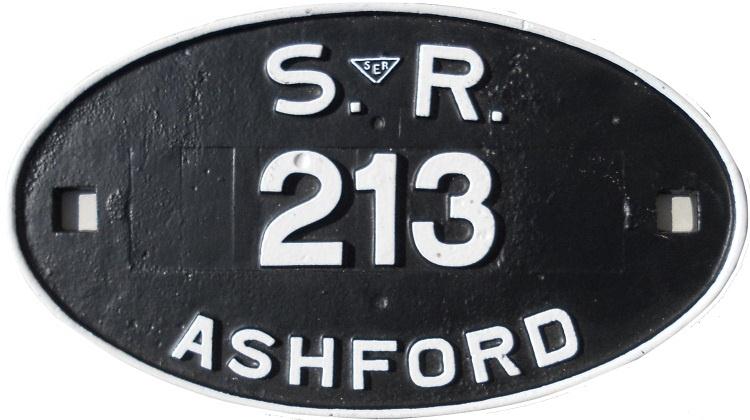 S. SER R.
213
ASHFORD